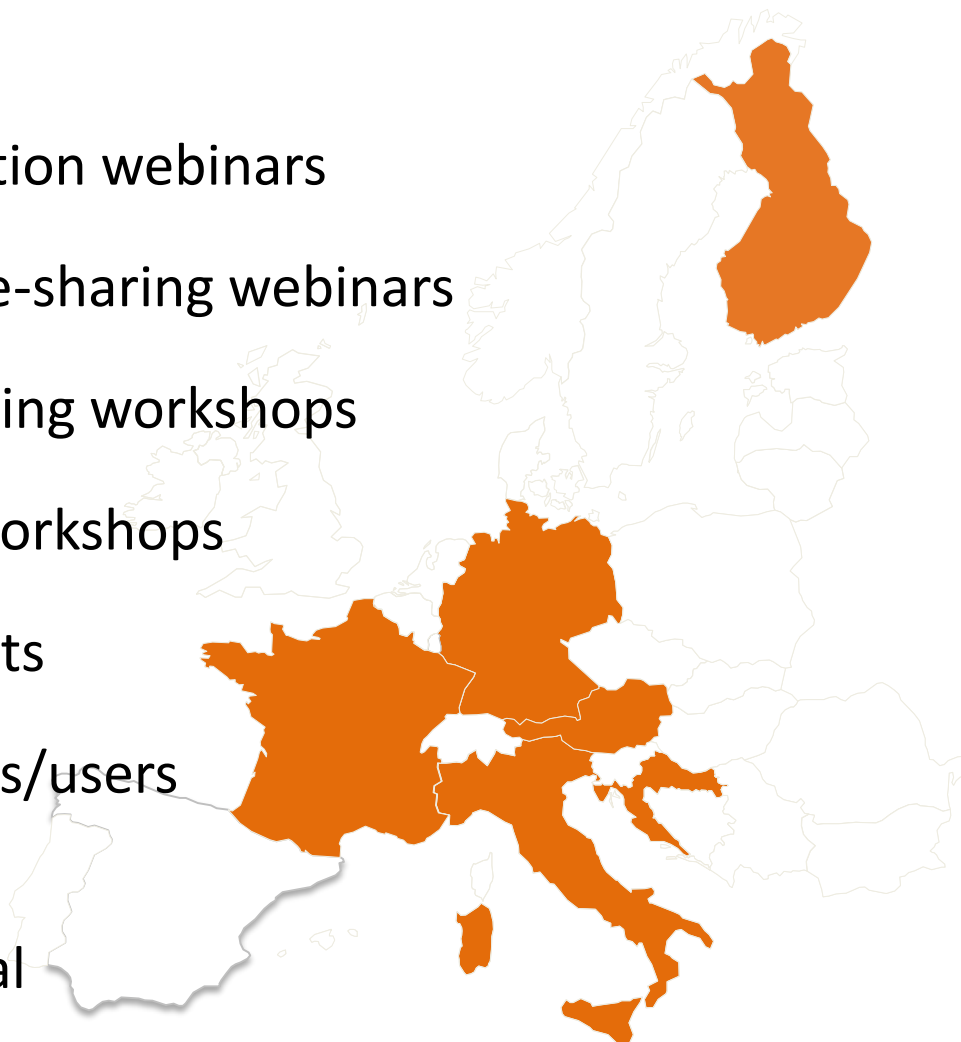 tion webinars
e-sharing webinars
ing workshops
orkshops
ts
s/users
al